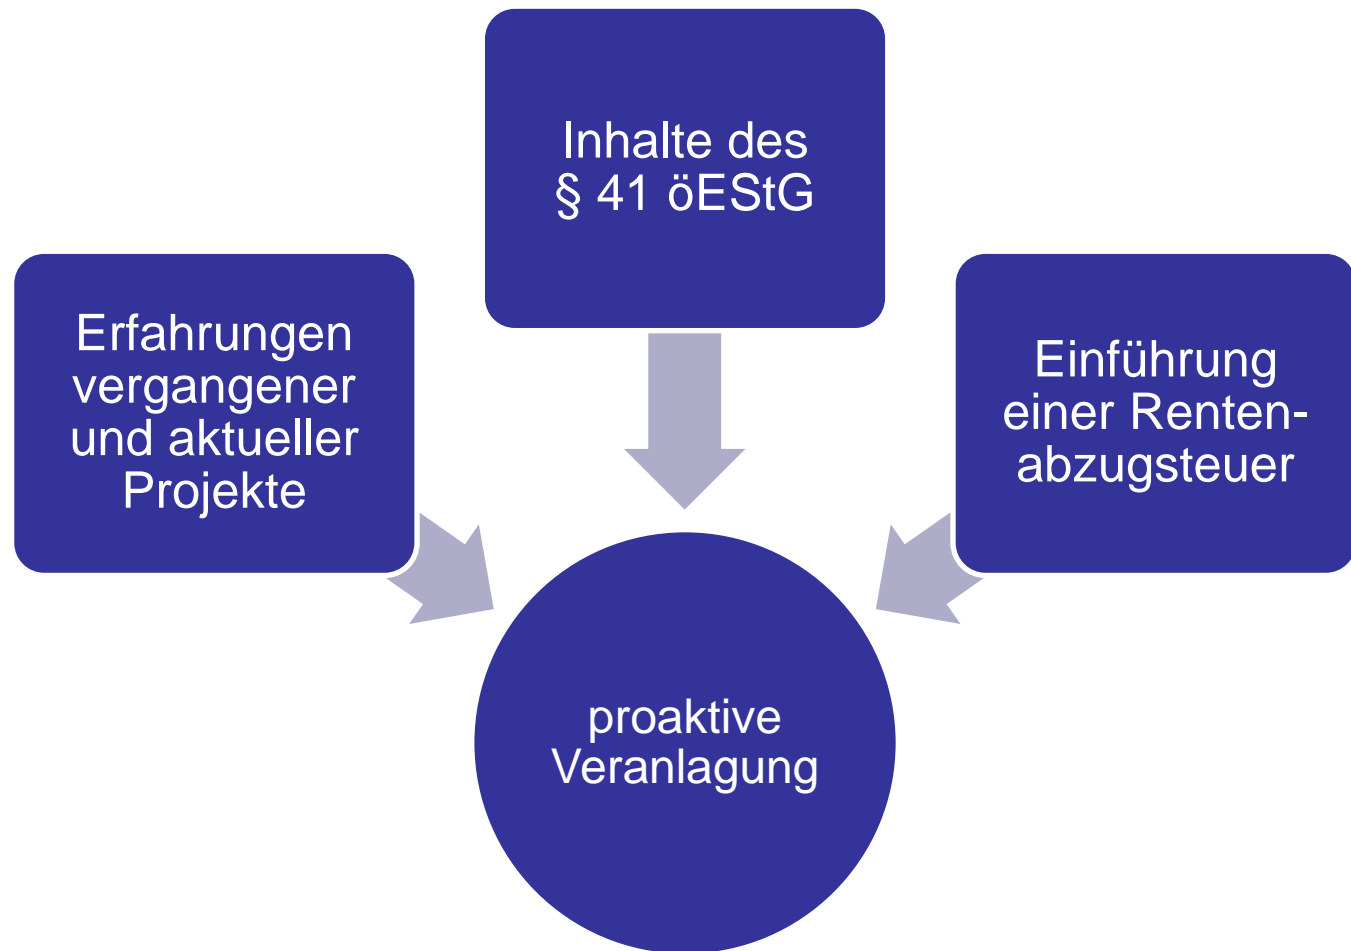 Inhalte des
§ 41 öEStG
Erfahrungen
vergangener
und aktueller
Projekte
Einführung
einer Renten-
abzugsteuer
proaktive
Veranlagung